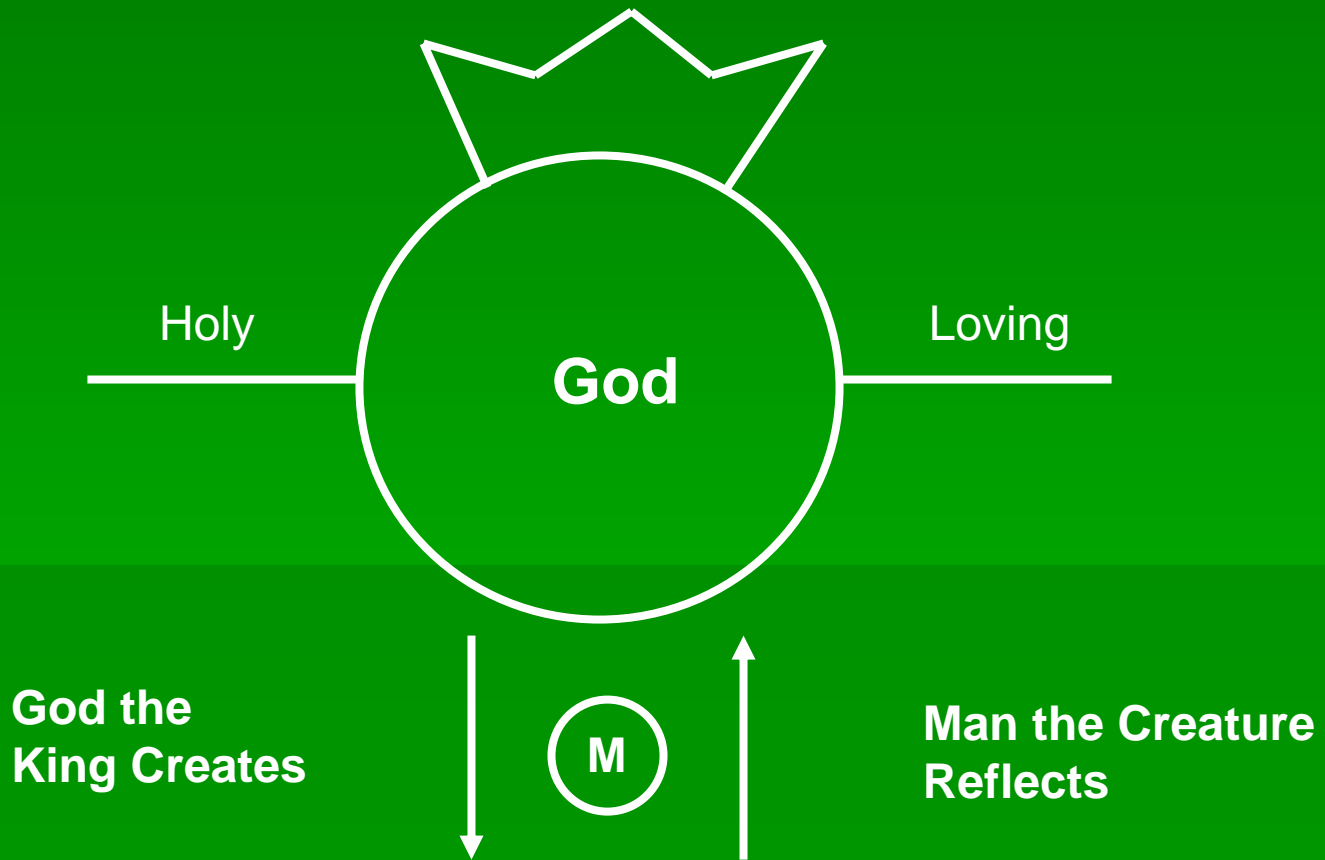 Holy
Loving
God
God the
King Creates
M
Man the Creature
Reflects